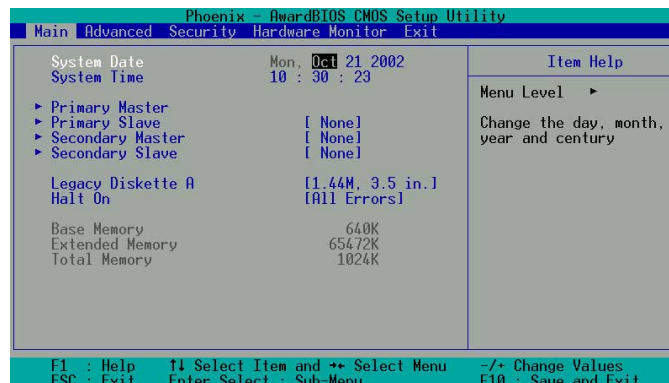 Phoenix - AwardBIOS CMOS Setup Utility
Main Advanced Security Hardware Monitor Exit
System Date Mon, Oct 21 2002
System Time 10 : 30 : 23
► Primary Master
► Primary Slave [ None]
► Secondary Master [ None]
► Secondary Slave [ None]
Legacy Diskette A [1.44M, 3.5 in.]
Halt On [All Errors]
Base Memory 640K
Extended Memory 65472K
Total Memory 1024K
Item Help
Menu Level ►
Change the day, month,
year and century
F1 : Help ↑↓ Select Item and →← Select Menu -/+ Change Values
ESC : Exit Enter Select : Sub-Menu F10 : Save and Exit